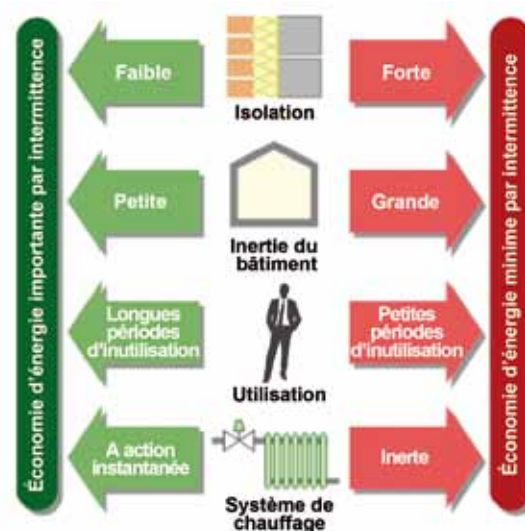 Économie d'énergie importante par intermittence
Faible
Isolation
Forte
Petite
Inertie du
bâtiment
Grande
Longues
périodes
d'inutilisation
Utilisation
Petites
périodes
d'inutilisation
A action
instantanée
Système de
chauffage
Inerte
Économie d'énergie minime par intermittence